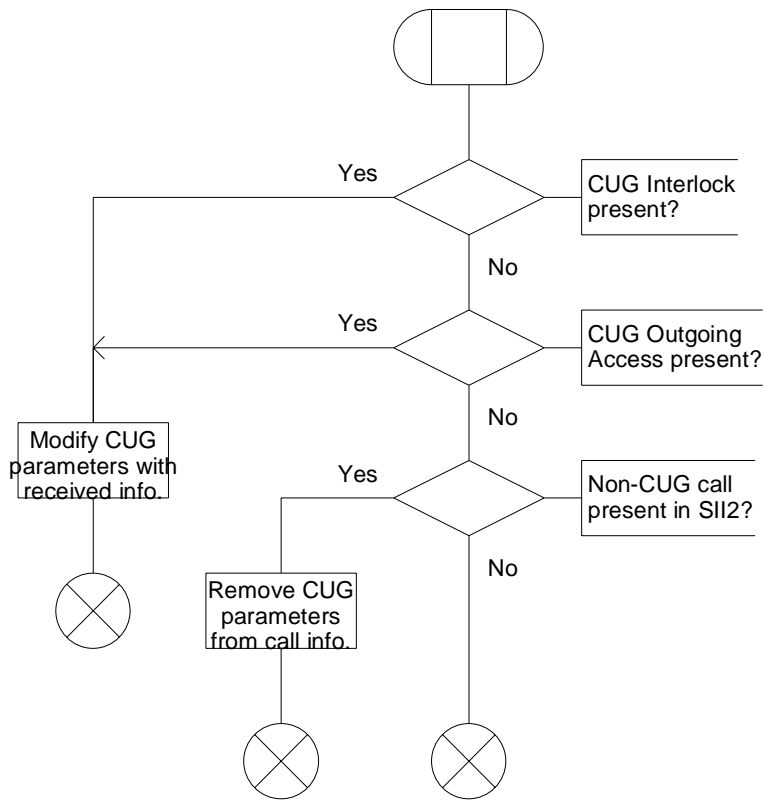 Yes
CUG Interlock
present?
No
Yes
CUG Outgoing
Access present?
No
Modify CUG
parameters with
received info.
Yes
Non-CUG call
present in SII2?
No
Remove CUG
parameters
from call info.